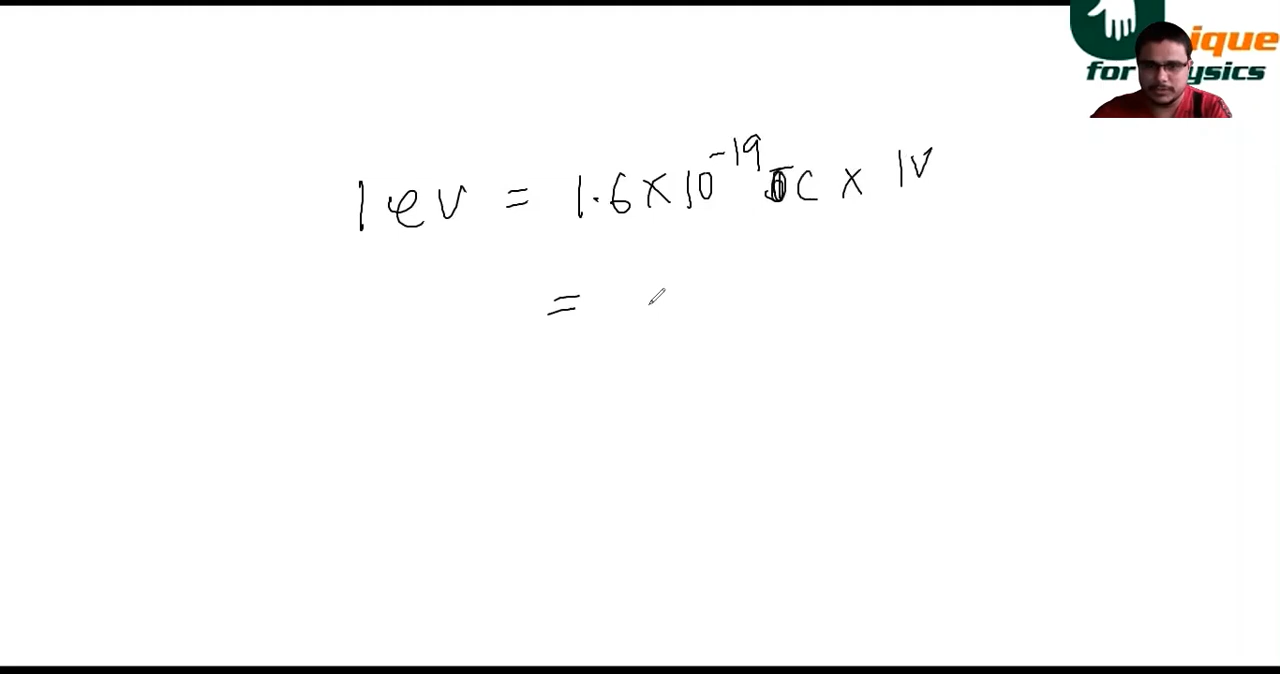 ique
for ysics
1 ev = 1.6 × 10⁻¹⁹ C × 1V
=